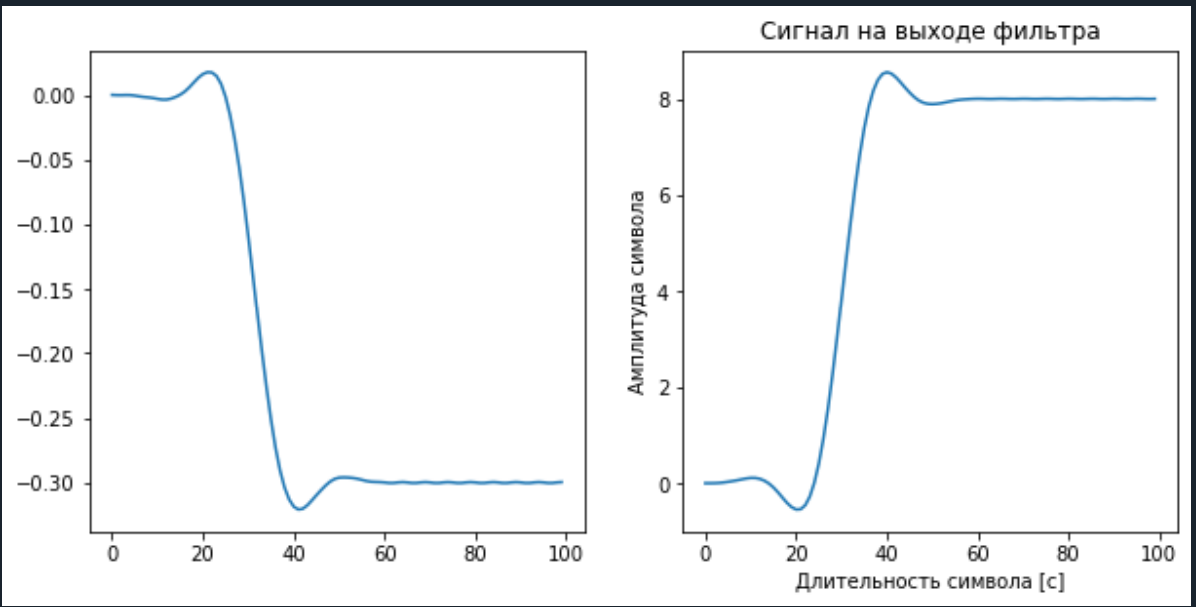 Сигнал на выходе фильтра
0.00
−0.05
−0.10
−0.15
−0.20
−0.25
−0.30
0 20 40 60 80 100
Амплитуда символа
8
6
4
2
0
0 20 40 60 80 100
Длительность символа [с]